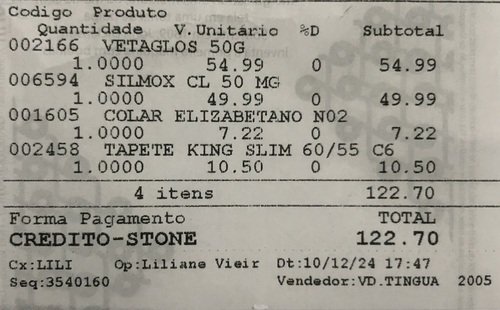 Codigo Produto
Quantidade V.Unitário %D Subtotal
002166 VETAGLOS 50G
1.0000 54.99 0 54.99
006594 SILMOX CL 50 MG
1.0000 49.99 0 49.99
001605 COLAR ELIZABETANO N02
1.0000 7.22 0 7.22
002458 TAPETE KING SLIM 60/55 C6
1.0000 10.50 0 10.50
4 itens 122.70
Forma Pagamento TOTAL
CREDITO-STONE 122.70
Cx:LILI Op:Liliane Vieir Dt:10/12/24 17:47
Seq:3540160 Vendedor:VD.TINGUA 2005